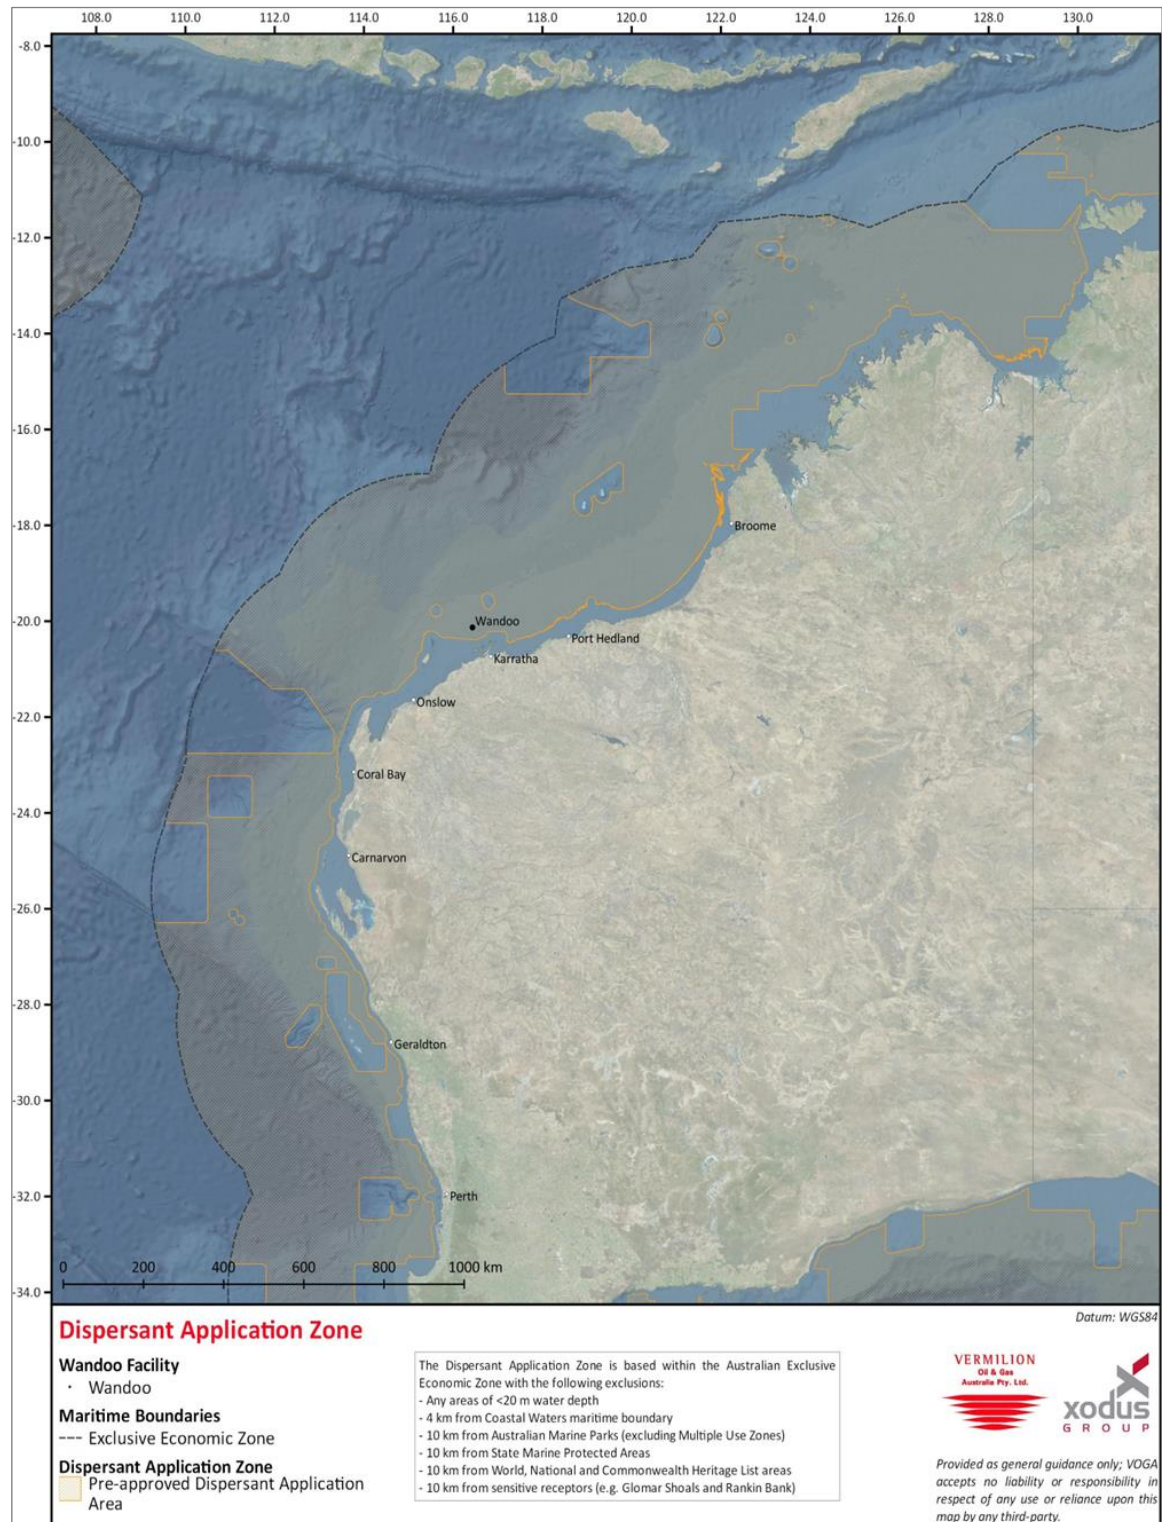 108.0 110.0 112.0 114.0 116.0 118.0 120.0 122.0 124.0 126.0 128.0 130.0
-8.0
-10.0
-12.0
-14.0
-16.0
-18.0
Broome
-20.0
Wandoo
Port Hedland
Karratha
Onslow
-22.0
Coral Bay
-24.0
Carnarvon
-26.0
-28.0
Geraldton
-30.0
-32.0
Perth
0 200 400 600 800 1000 km
-34.0
Dispersant Application Zone
Wandoo Facility
Wandoo
Maritime Boundaries
Exclusive Economic Zone
Dispersant Application Zone
Pre-approved Dispersant Application
Area
The Dispersant Application Zone is based within the Australian Exclusive
Economic Zone with the following exclusions:
- Any areas of <20 m water depth
- 4 km from Coastal Waters maritime boundary
- 10 km from Australian Marine Parks (excluding Multiple Use Zones)
- 10 km from State Marine Protected Areas
- 10 km from World, National and Commonwealth Heritage List areas
- 10 km from sensitive receptors (e.g. Glomar Shoals and Rankin Bank)
Datum: WGS84
VERMILION
Oil & Gas
Australia Pty. Ltd.
xodus
GROUP
Provided as general guidance only; VOGA
accepts no liability or responsibility in
respect of any use or reliance upon this
map by any third-party.